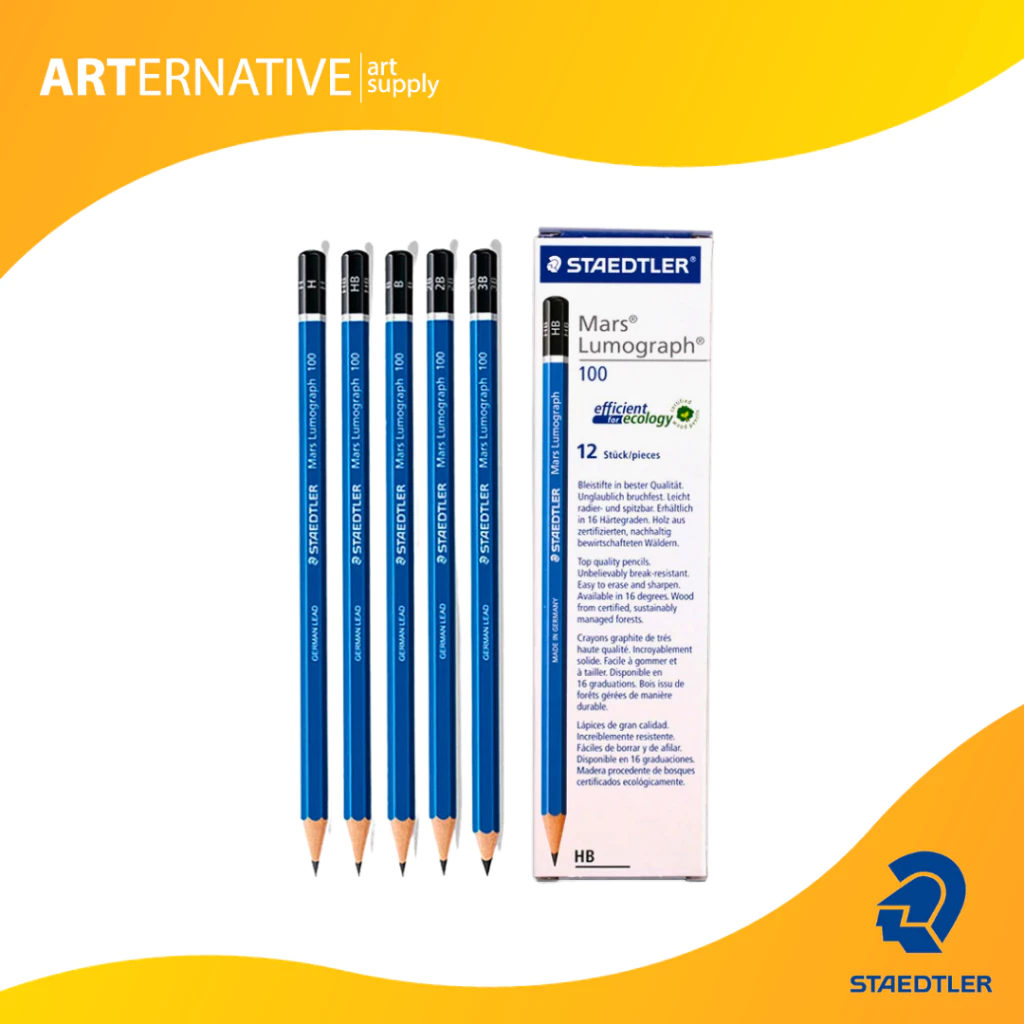 ARTERNATIVE
art
supply
H
STAEDTLER Mars Lumograph 100
GERMAN LEAD
HB
STAEDTLER Mars Lumograph 100
GERMAN LEAD
B
STAEDTLER Mars Lumograph 100
GERMAN LEAD
2B
STAEDTLER Mars Lumograph 100
GERMAN LEAD
3B
STAEDTLER Mars Lumograph 100
GERMAN LEAD
STAEDTLER®
Mars®
Lumograph®
100
efficient
for ecology
certified
wood pencils
12 Stück/pieces
Bleistifte in bester Qualität.
Unglaublich bruchfest. Leicht
radier- und spitzbar. Erhältlich
in 16 Härtegraden. Holz aus
zertifizierten, nachhaltig
bewirtschafteten Wäldern.
Top quality pencils.
Unbelievably break-resistant.
Easy to erase and sharpen.
Available in 16 degrees. Wood
from certified, sustainably
managed forests.
Crayons graphite de trés
haute qualité. Incroyablement
solide. Facile à gommer et
à tailler. Disponible en
16 graduations. Bois issu de
forêts gérées de manière
durable.
Lápices de gran calidad.
Increiblemente resistente.
Fáciles de borrar y de afilar.
Disponible en 16 graduaciones.
Madera procedente de bosques
certificados ecológicamente.
HB
HB
STAEDTLER Mars Lumograph
MADE IN GERMANY
STAEDTLER